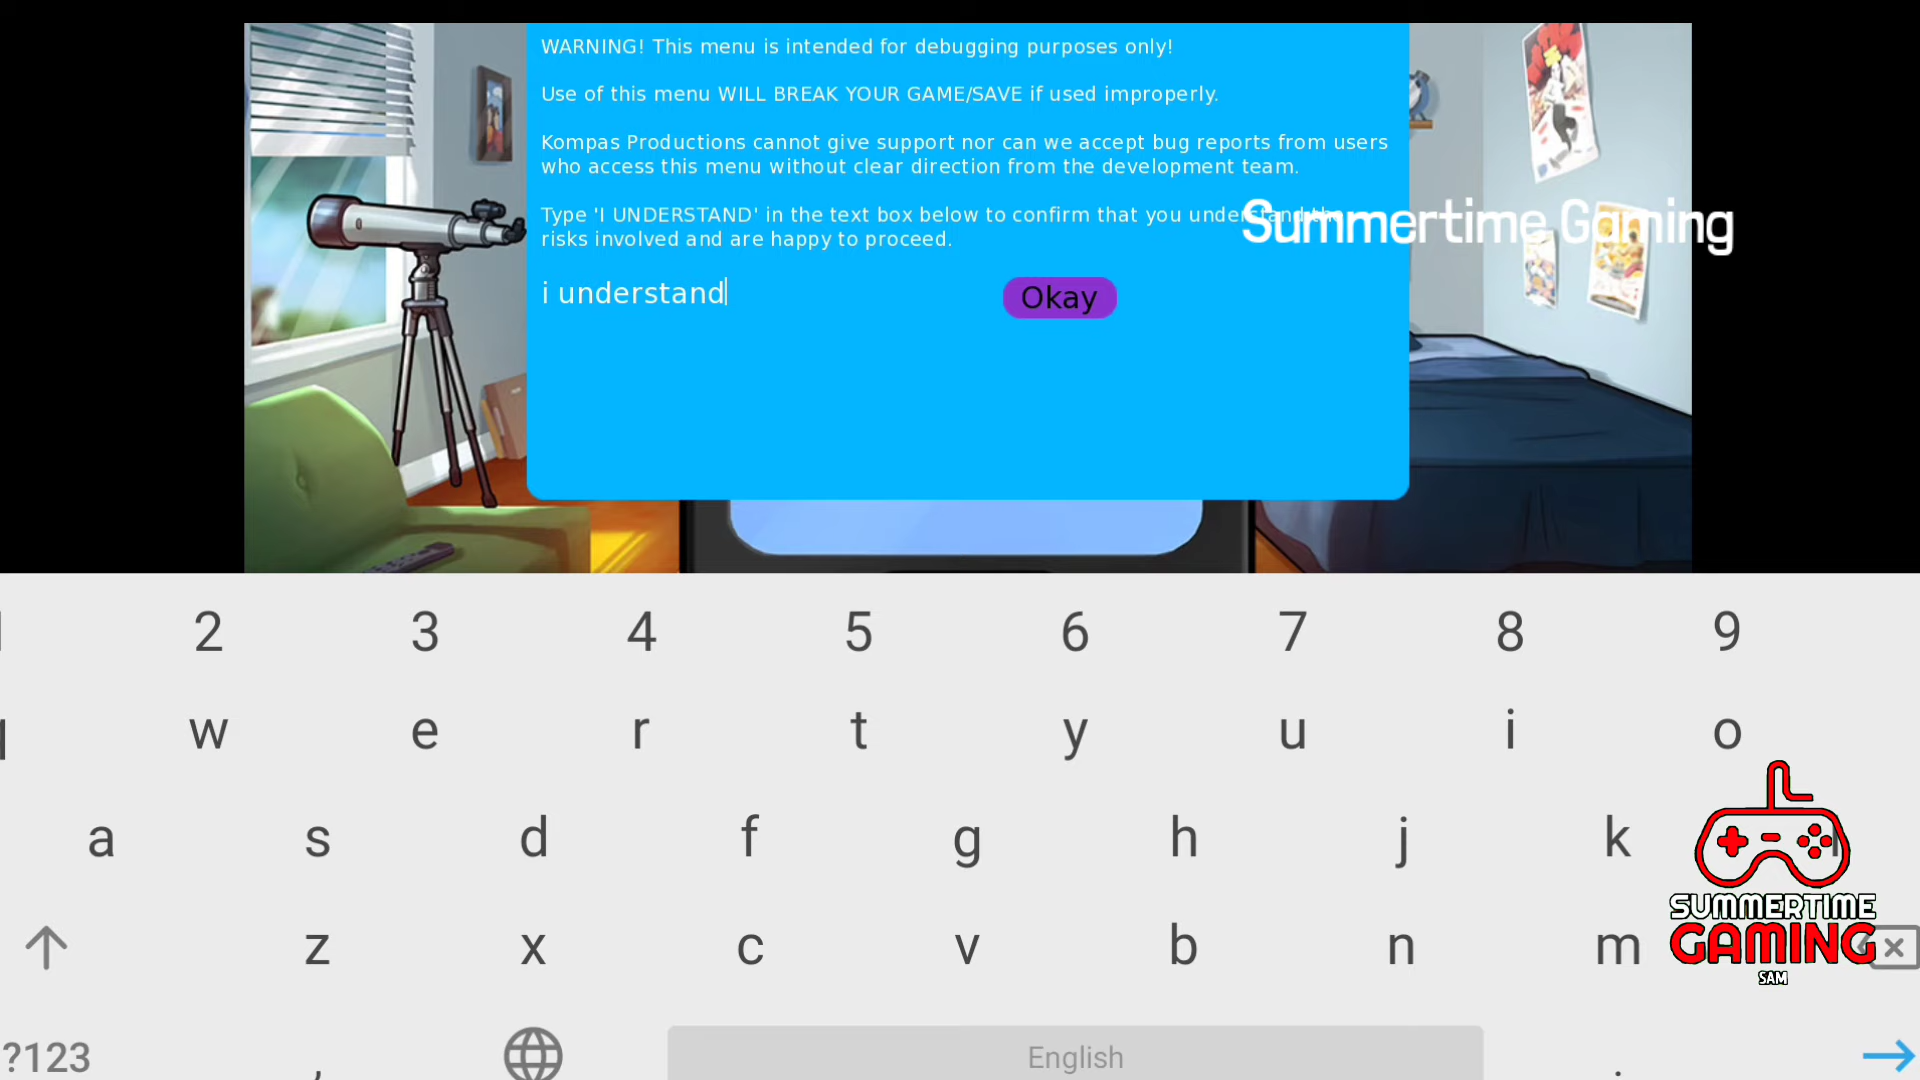 WARNING! This menu is intended for debugging purposes only!
Use of this menu WILL BREAK YOUR GAME/SAVE if used improperly.
Kompas Productions cannot give support nor can we accept bug reports from users
who access this menu without clear direction from the development team.
Type 'I UNDERSTAND' in the text box below to confirm that you understand the
risks involved and are happy to proceed.
Summertime Gaming
i understand
Okay
2 3 4 5 6 7 8 9
q w e r t y u i o
a s d f g h j k l
z x c v b n m
SUMMERTIME
GAMING
SAM
?123 , English .